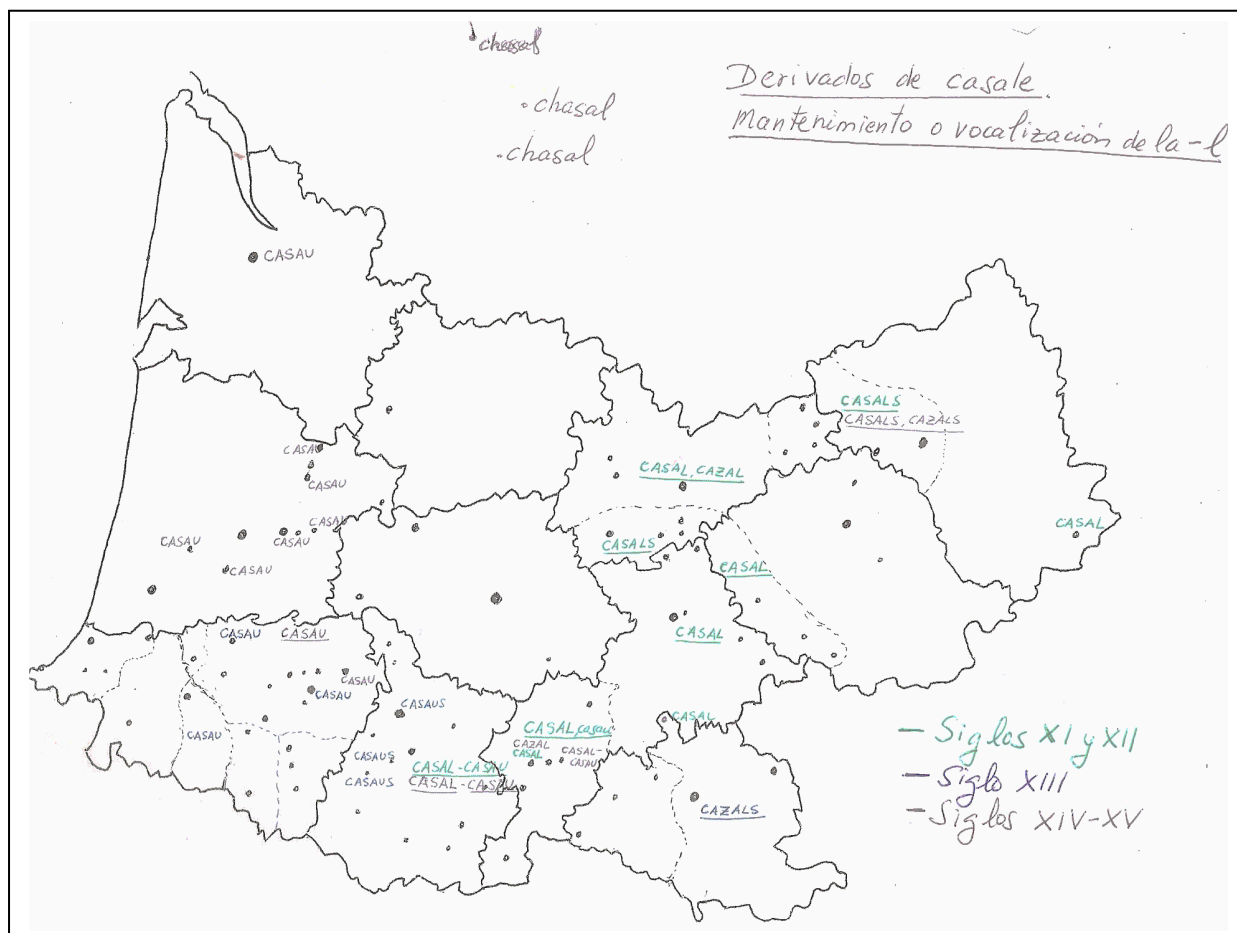 chasal
chasal
chasal
Derivados de casale.
Mantenimiento o vocalización de la -l
CASAU
CASALS
CASALS, CAZALS
CASAU
CASAU
CASAL, CAZAL
CASAU
CASAU
CASAU
CASAL
CASAU
CASALS
CASAL
CASAU
CASAU
CASAL
CASAU
CASAU
CASAUS
CASAL
CASAL, casau
CASAU
CAZAL
CASAL
CASAL-
CASAU
CASAUS
CASAL-CASAU
CASAUS
CASAL-CASAU
CAZALS
- Siglos XI y XII
- Siglo XIII
- Siglos XIV-XV